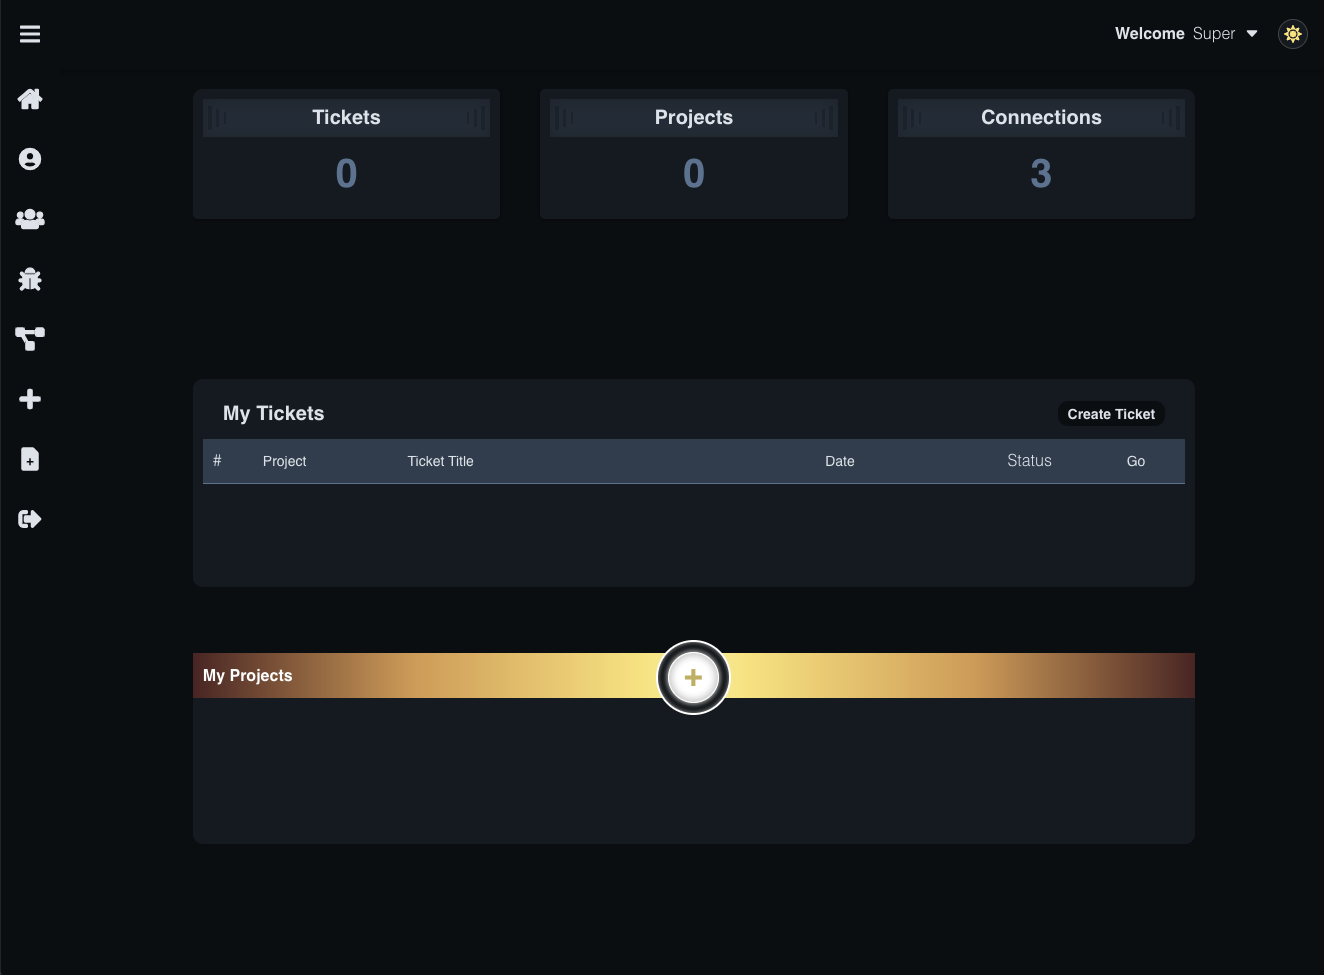 Welcome Super
Tickets
0
Projects
0
Connections
3
My Tickets
Create Ticket
# Project Ticket Title Date Status Go
My Projects